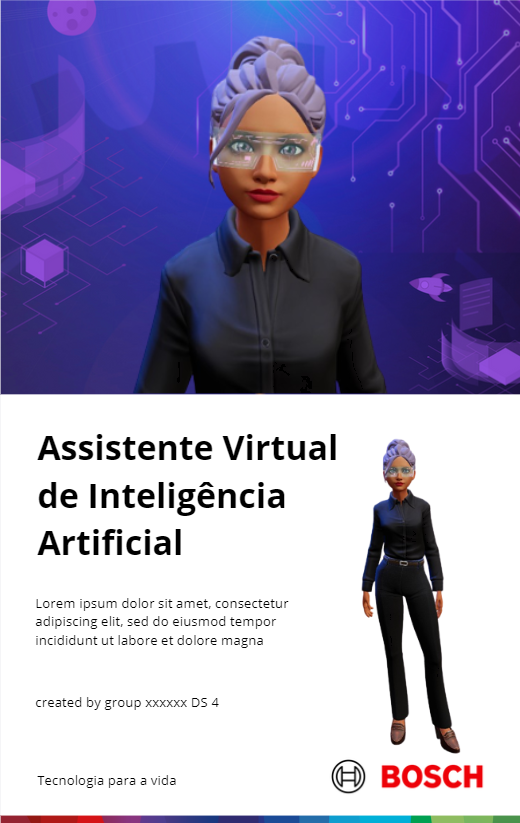 Assistente Virtual
de Inteligência
Artificial
Lorem ipsum dolor sit amet, consectetur
adipiscing elit, sed do eiusmod tempor
incididunt ut labore et dolore magna
created by group xxxxxx DS 4
Tecnologia para a vida
BOSCH